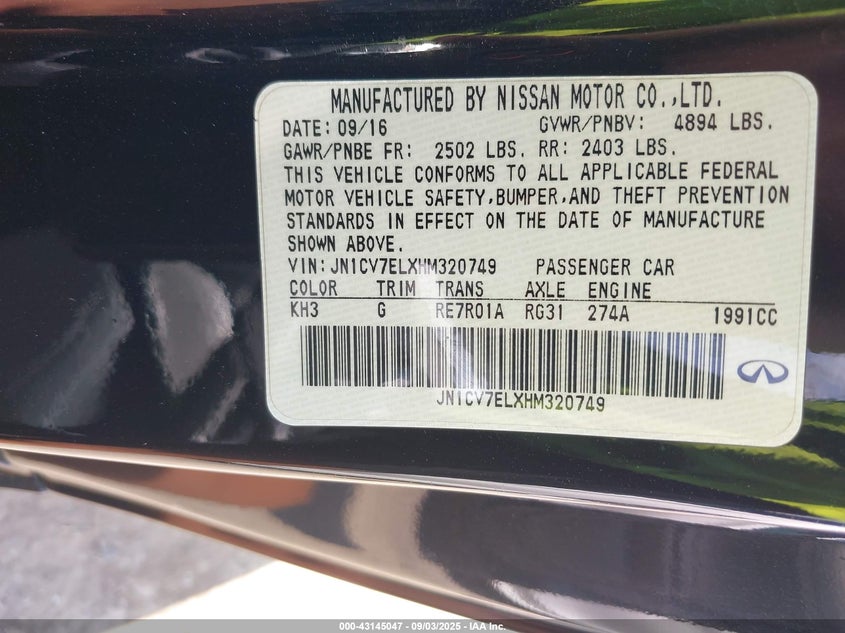 MANUFACTURED BY NISSAN MOTOR CO.,LTD.
DATE: 09/16 GVWR/PNBV: 4894 LBS.
GAWR/PNBE FR: 2502 LBS. RR: 2403 LBS.
THIS VEHICLE CONFORMS TO ALL APPLICABLE FEDERAL
MOTOR VEHICLE SAFETY,BUMPER,AND THEFT PREVENTION
STANDARDS IN EFFECT ON THE DATE OF MANUFACTURE
SHOWN ABOVE.
VIN:JN1CV7ELXHM320749 PASSENGER CAR
COLOR TRIM TRANS AXLE ENGINE
KH3 G RE7R01A RG31 274A 1991CC
JN1CV7ELXHM320749
000-43145047 - 09/03/2025 - IAA, Inc.